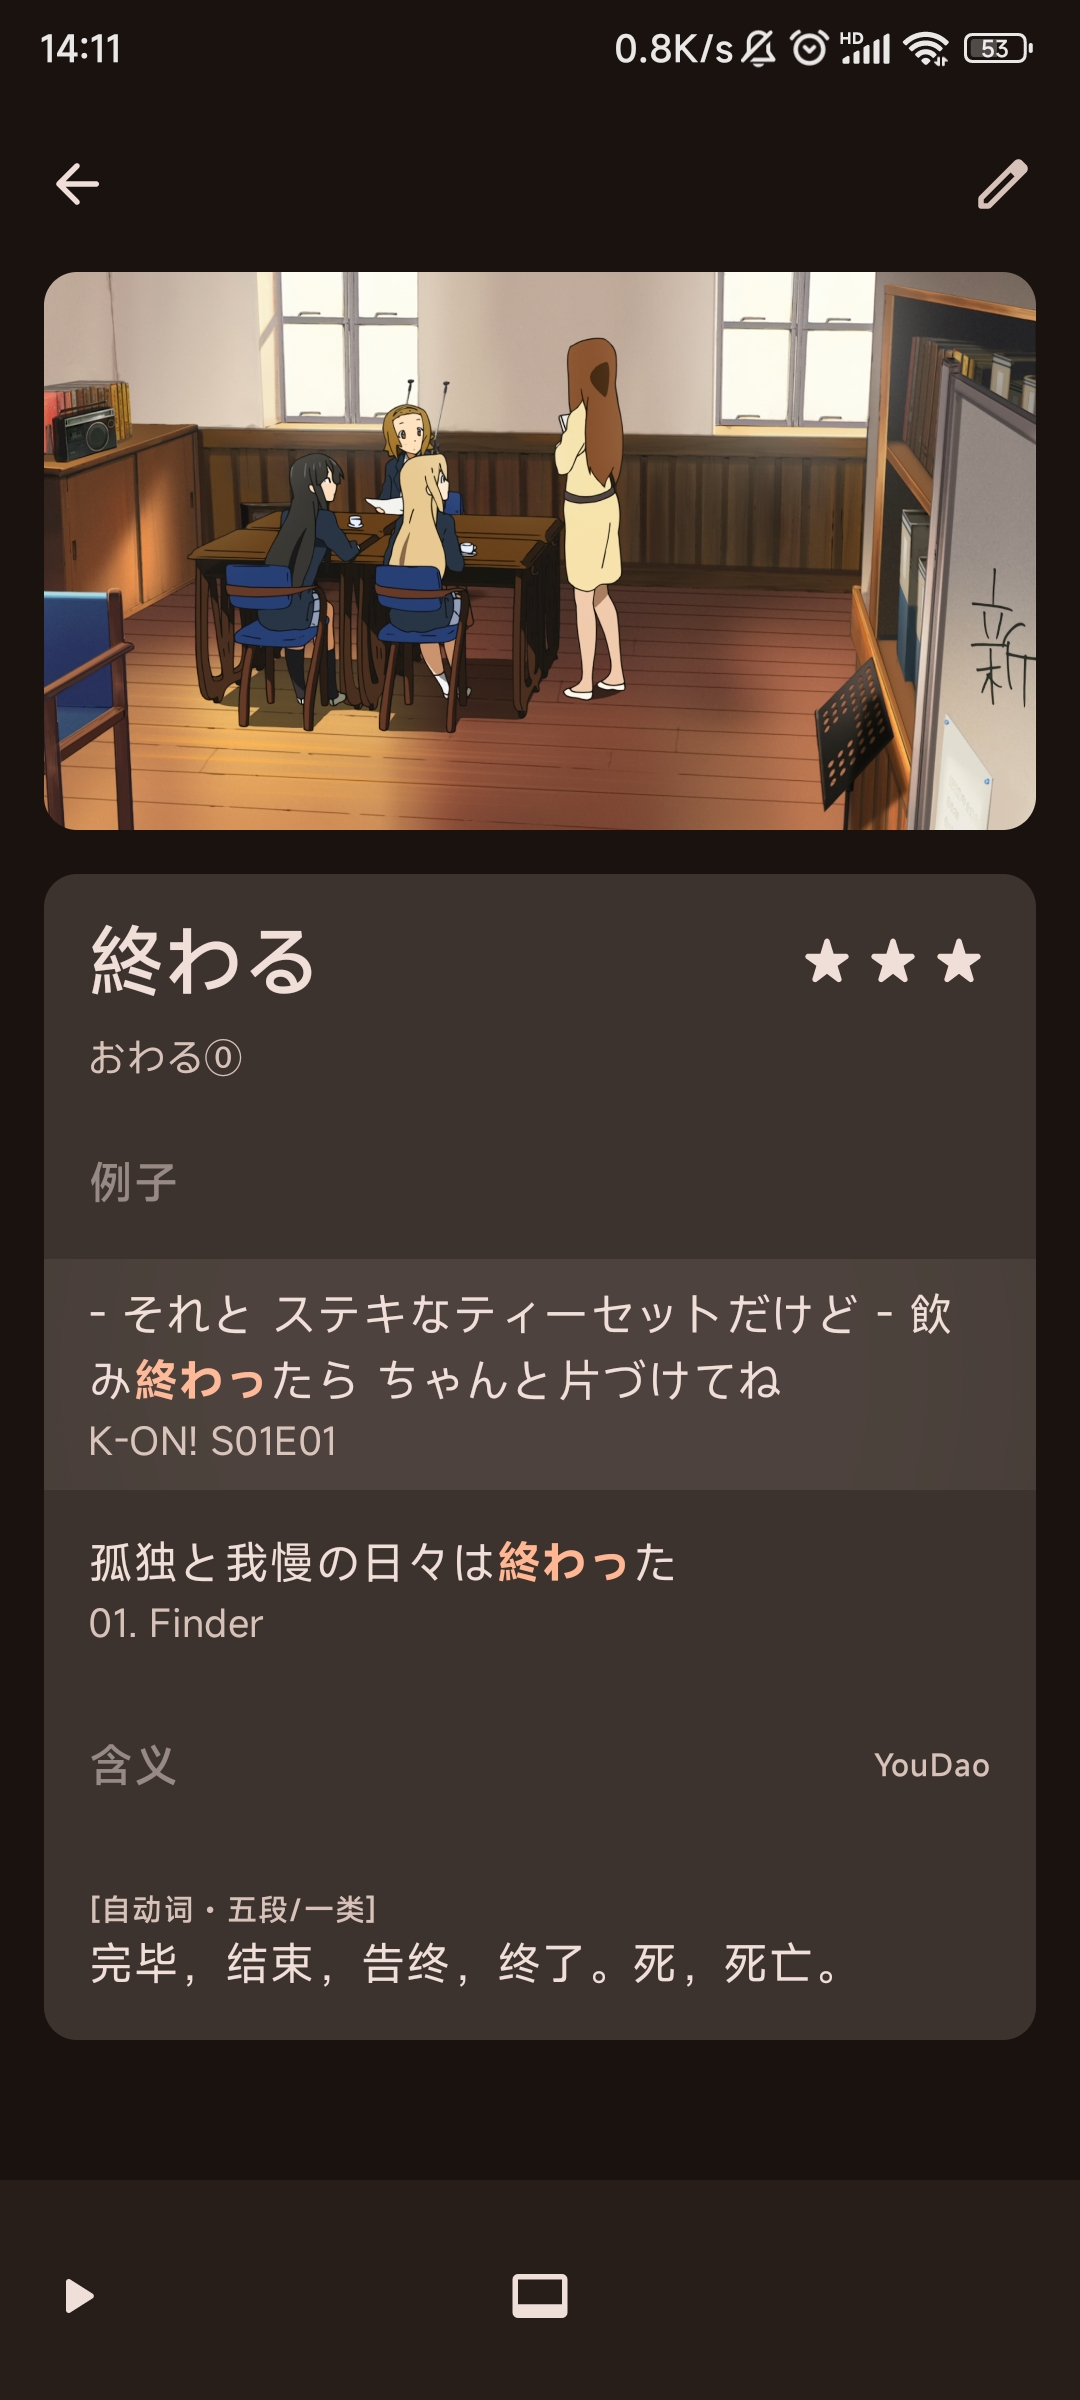 14:11
0.8K/s HD 53
新
終わる
おわる⓪
例子
- それと ステキなティーセットだけど - 飲
み終わったら ちゃんと片づけてね
K-ON! S01E01
孤独と我慢の日々は終わった
01. Finder
含义
YouDao
[自动词・五段/一类]
完毕，结束，告终，终了。死，死亡。